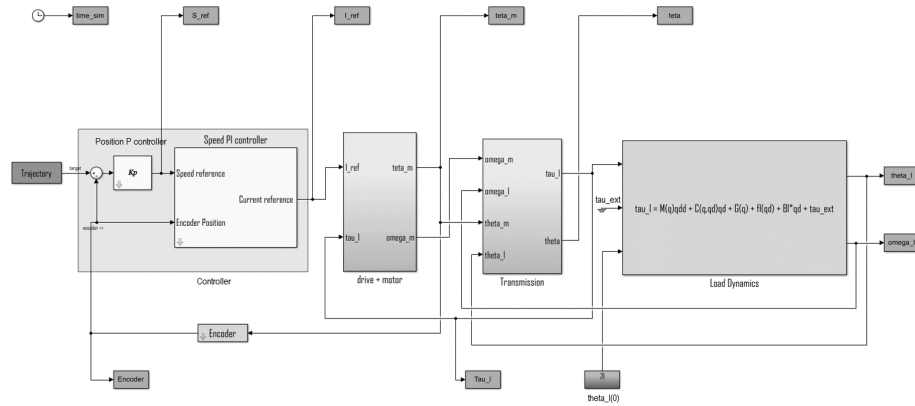 time_sim
S_ref
I_ref
teta_m
teta
Position P controller
Speed PI controller
Trajectory
target
Kp
Speed reference
Current reference
Encoder Position
Controller
I_ref
teta_m
tau_l
omega_m
drive + motor
omega_m
omega_l
theta_m
theta_l
tau_l
theta
Transmission
tau_ext
tau_l = M(q)qdd + C(q,qd)qd + G(q) + fl(qd) + Bl*qd + tau_ext
Load Dynamics
theta_l
omega_l
Encoder
Encoder
Tau_l
theta_l(0)